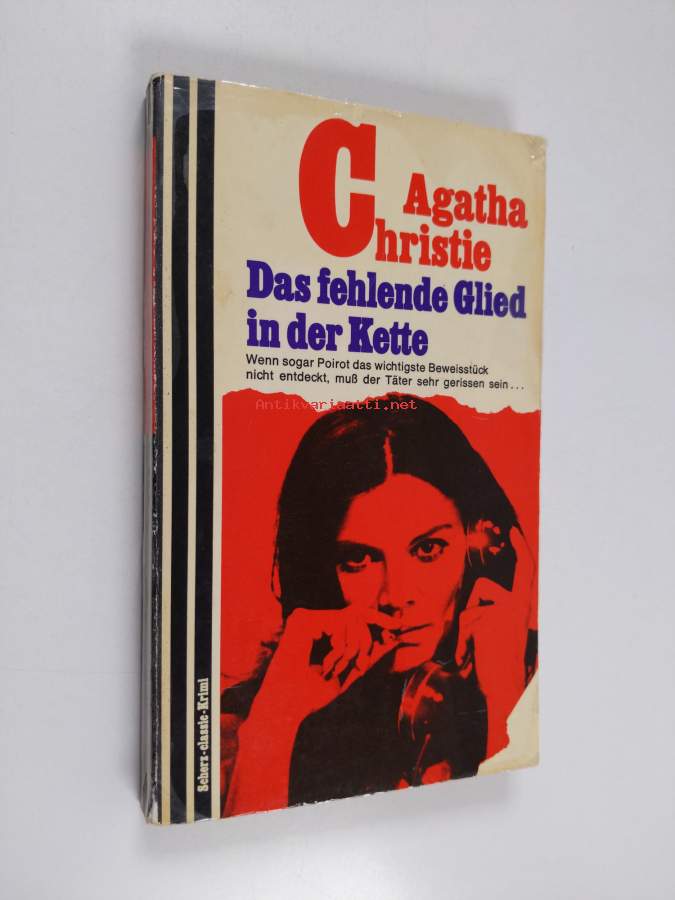 Agatha
Christie
Das fehlende Glied
in der Kette
Wenn sogar Poirot das wichtigste Beweisstück
nicht entdeckt, muß der Täter sehr gerissen sein...
Antikvariaatti.net
Scherz-classic-Krimi